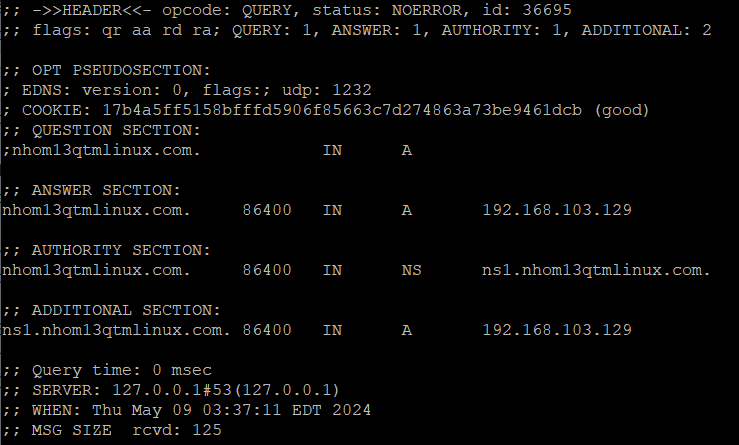 ;; ->>HEADER<<- opcode: QUERY, status: NOERROR, id: 36695
;; flags: qr aa rd ra; QUERY: 1, ANSWER: 1, AUTHORITY: 1, ADDITIONAL: 2
;; OPT PSEUDOSECTION:
; EDNS: version: 0, flags:; udp: 1232
; COOKIE: 17b4a5ff5158bfffd5906f85663c7d274863a73be9461dcb (good)
;; QUESTION SECTION:
;nhom13qtmlinux.com. IN A
;; ANSWER SECTION:
nhom13qtmlinux.com. 86400 IN A 192.168.103.129
;; AUTHORITY SECTION:
nhom13qtmlinux.com. 86400 IN NS ns1.nhom13qtmlinux.com.
;; ADDITIONAL SECTION:
ns1.nhom13qtmlinux.com. 86400 IN A 192.168.103.129
;; Query time: 0 msec
;; SERVER: 127.0.0.1#53(127.0.0.1)
;; WHEN: Thu May 09 03:37:11 EDT 2024
;; MSG SIZE rcvd: 125